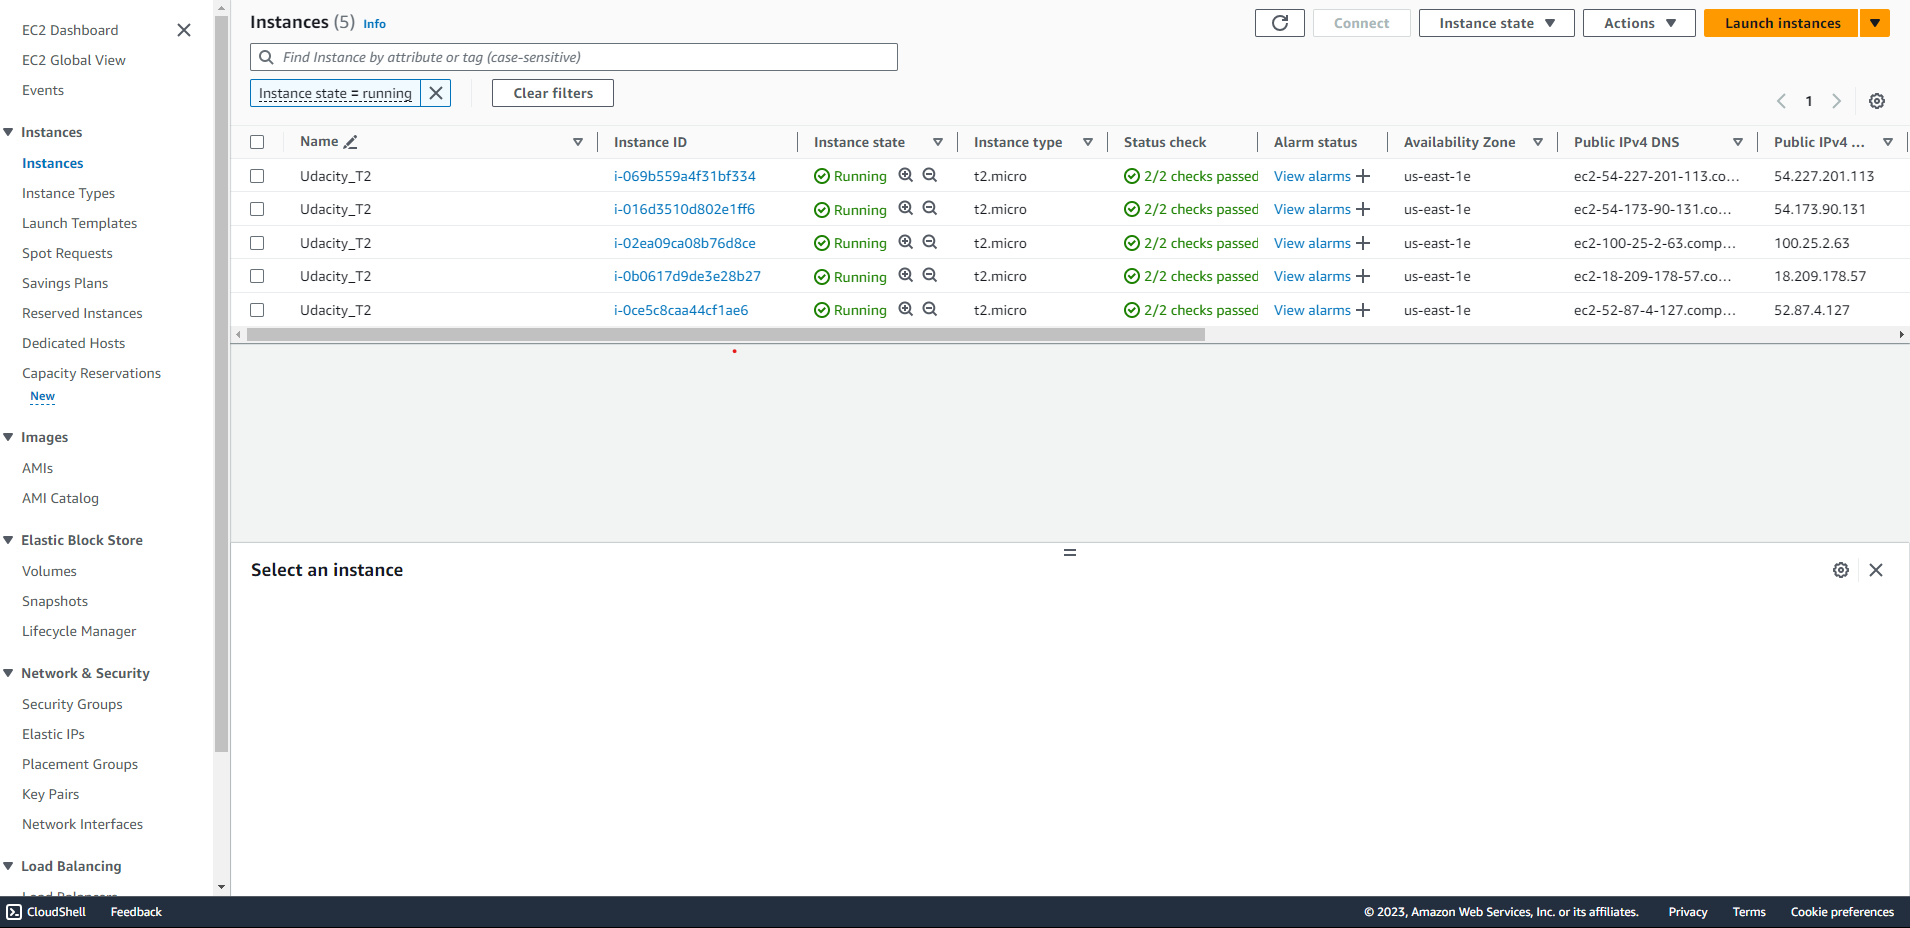 EC2 Dashboard
EC2 Global View
Events
Instances
Instances
Instance Types
Launch Templates
Spot Requests
Savings Plans
Reserved Instances
Dedicated Hosts
Capacity Reservations
New
Images
AMIs
AMI Catalog
Elastic Block Store
Volumes
Snapshots
Lifecycle Manager
Network & Security
Security Groups
Elastic IPs
Placement Groups
Key Pairs
Network Interfaces
Load Balancing
Load Balancers
Instances (5) Info
Connect Instance state Actions Launch instances
Find Instance by attribute or tag (case-sensitive)
Instance state = running Clear filters
1
Name Instance ID Instance state Instance type Status check Alarm status Availability Zone Public IPv4 DNS Public IPv4 ...
Udacity_T2 i-069b559a4f31bf334 Running t2.micro 2/2 checks passed View alarms + us-east-1e ec2-54-227-201-113.co... 54.227.201.113
Udacity_T2 i-016d3510d802e1ff6 Running t2.micro 2/2 checks passed View alarms + us-east-1e ec2-54-173-90-131.co... 54.173.90.131
Udacity_T2 i-02ea09ca08b76d8ce Running t2.micro 2/2 checks passed View alarms + us-east-1e ec2-100-25-2-63.comp... 100.25.2.63
Udacity_T2 i-0b0617d9de3e28b27 Running t2.micro 2/2 checks passed View alarms + us-east-1e ec2-18-209-178-57.co... 18.209.178.57
Udacity_T2 i-0ce5c8caa44cf1ae6 Running t2.micro 2/2 checks passed View alarms + us-east-1e ec2-52-87-4-127.comp... 52.87.4.127
Select an instance
CloudShell Feedback © 2023, Amazon Web Services, Inc. or its affiliates. Privacy Terms Cookie preferences